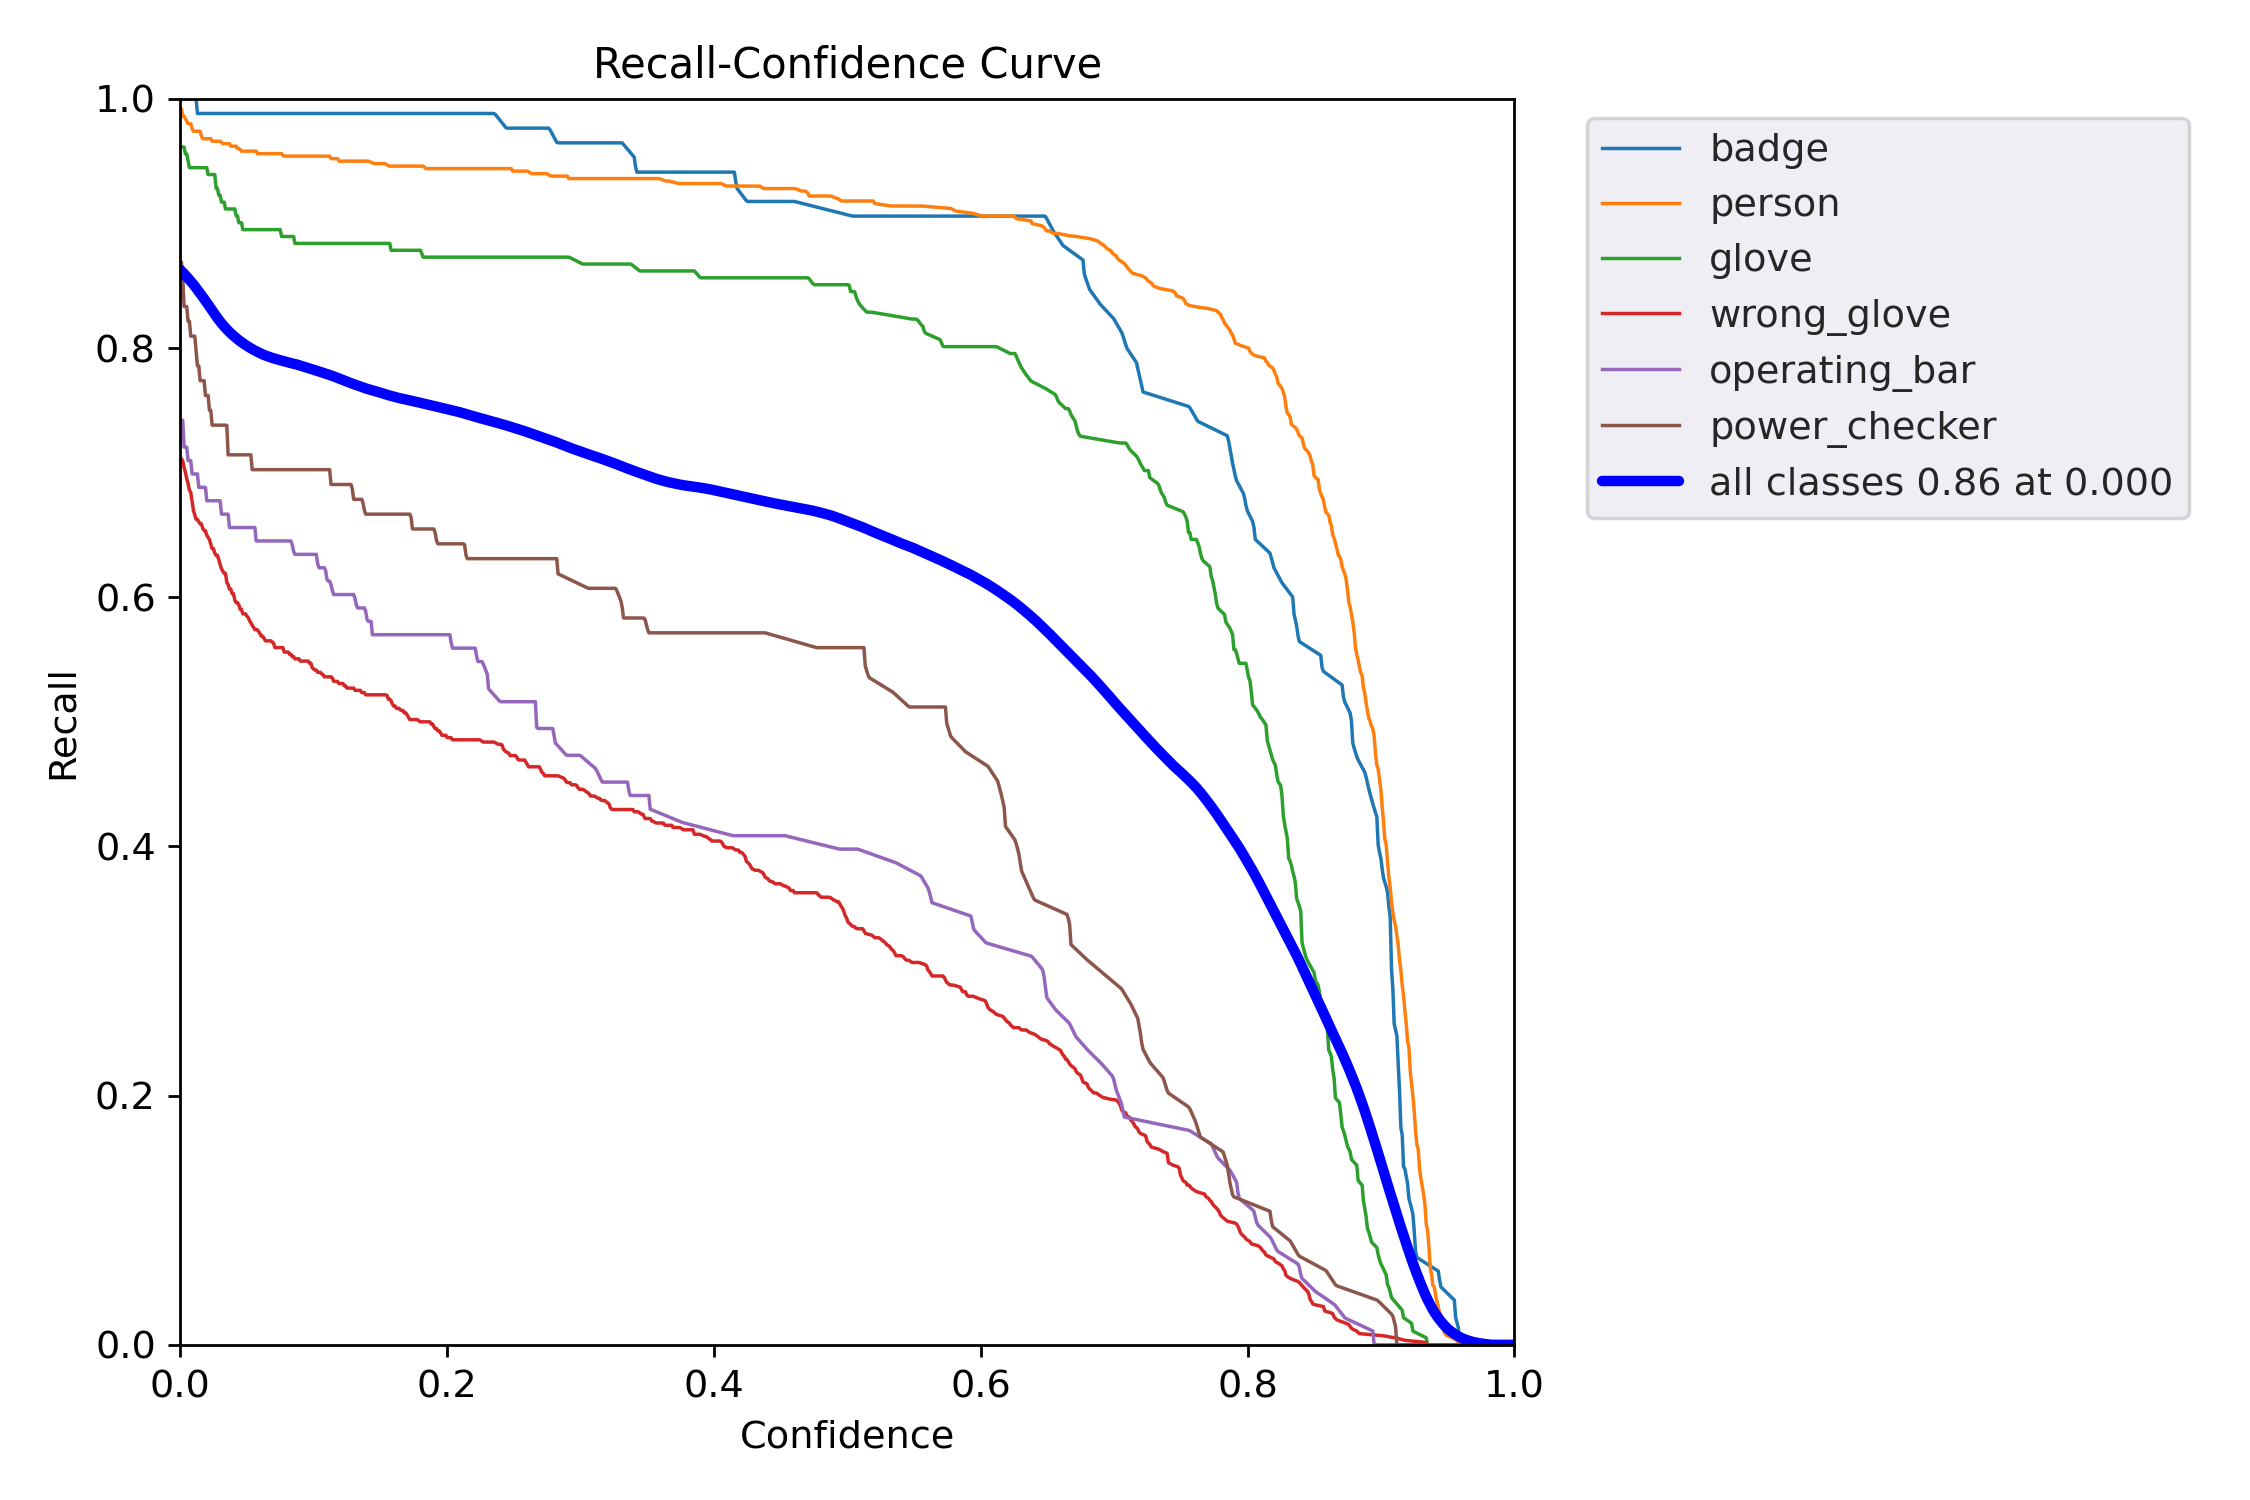 Recall-Confidence Curve
1.0
0.8
0.6
0.4
0.2
0.0
Recall
0.0 0.2 0.4 0.6 0.8 1.0
Confidence
badge
person
glove
wrong_glove
operating_bar
power_checker
all classes 0.86 at 0.000